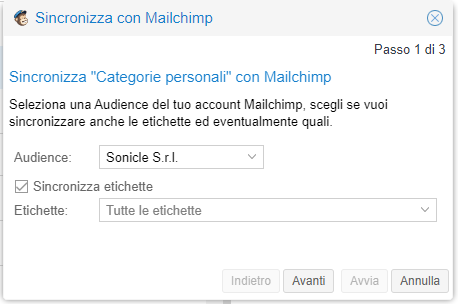 Sincronizza con Mailchimp
Passo 1 di 3
Sincronizza "Categorie personali" con Mailchimp
Seleziona una Audience del tuo account Mailchimp, scegli se vuoi
sincronizzare anche le etichette ed eventualmente quali.
Audience: Sonicle S.r.l.
Sincronizza etichette
Etichette: Tutte le etichette
Indietro Avanti Avvia Annulla